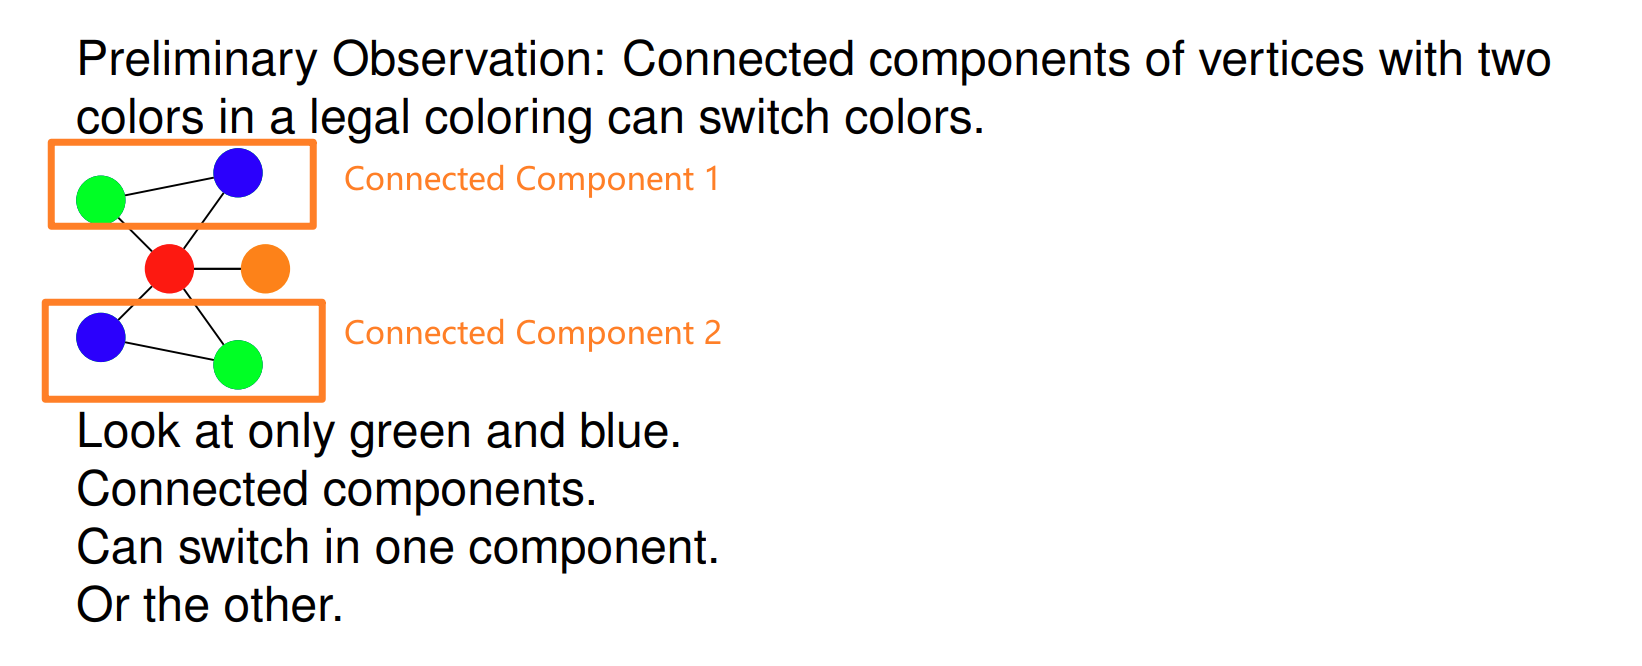 Preliminary Observation: Connected components of vertices with two
colors in a legal coloring can switch colors.
Connected Component 1
Connected Component 2
Look at only green and blue.
Connected components.
Can switch in one component.
Or the other.